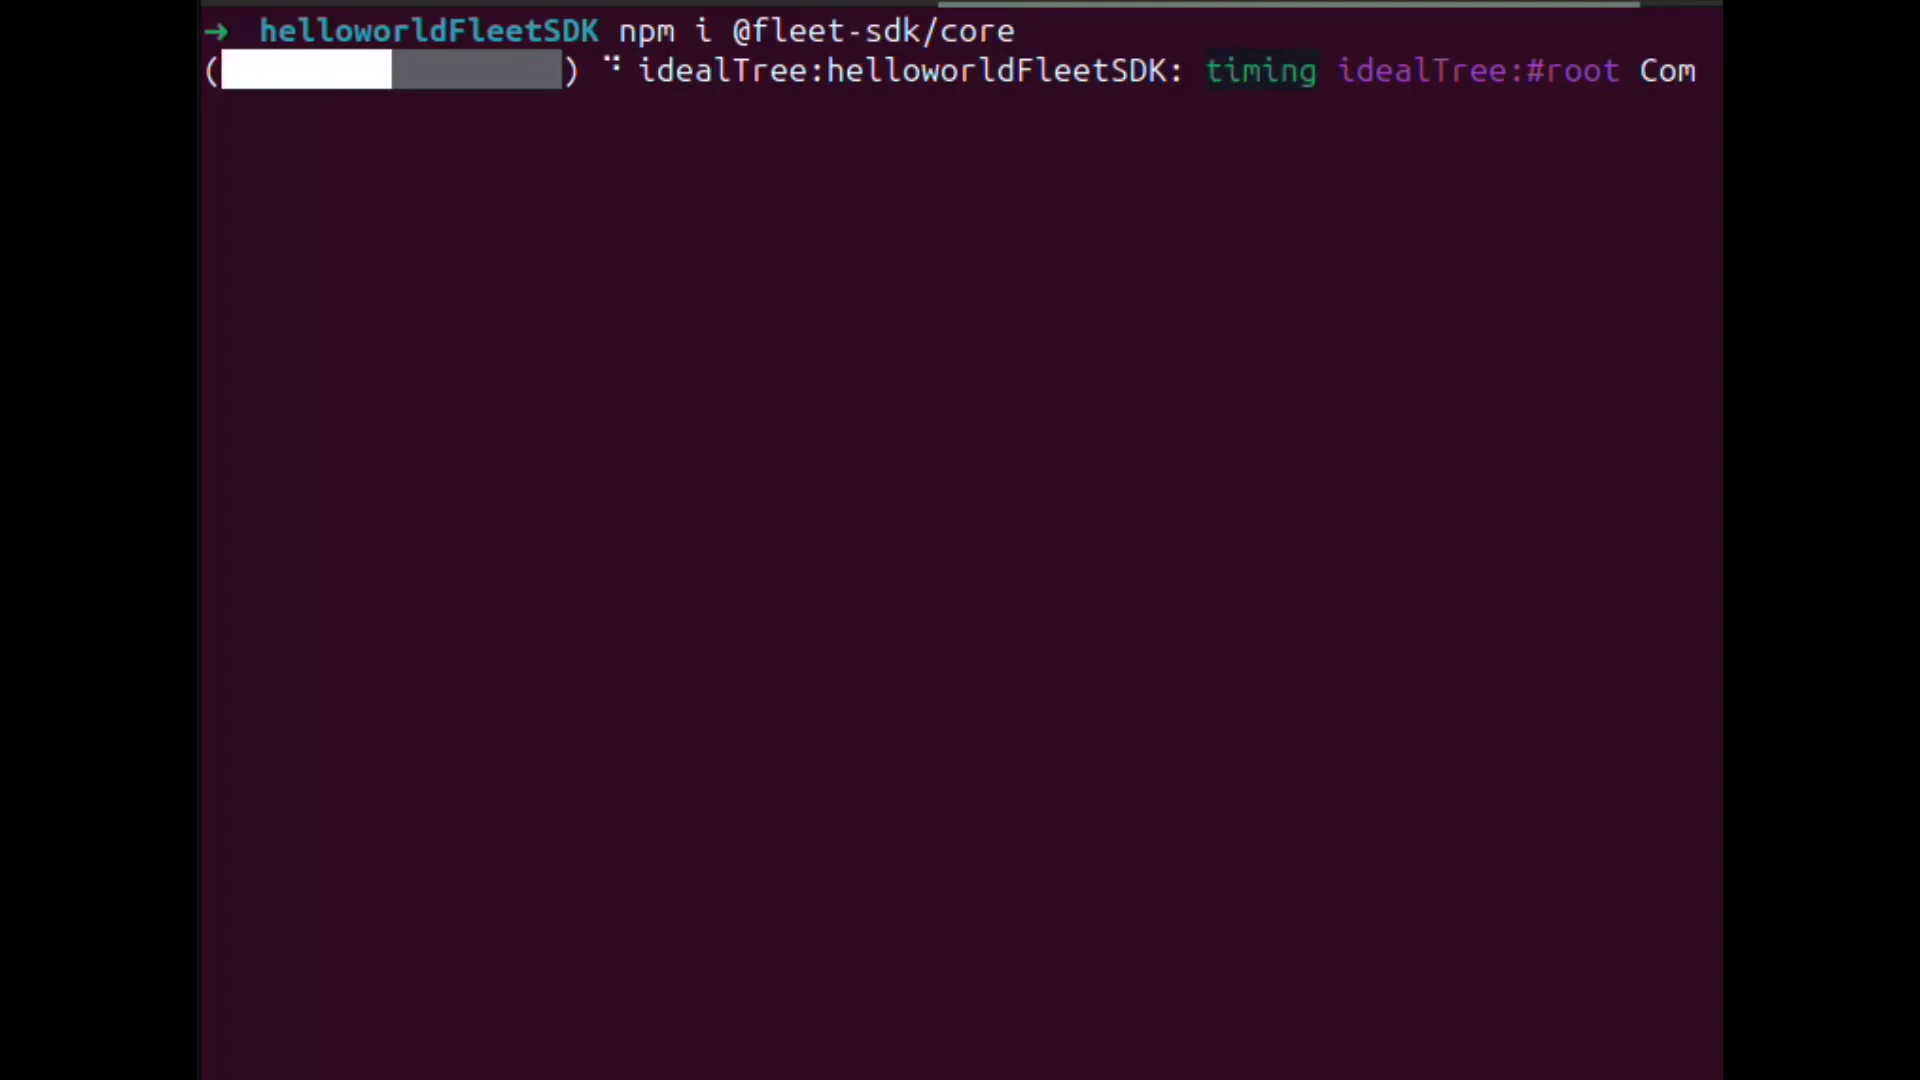 → helloworldFleetSDK npm i @fleet-sdk/core
( ) ⠙ idealTree:helloworldFleetSDK: timing idealTree:#root Com